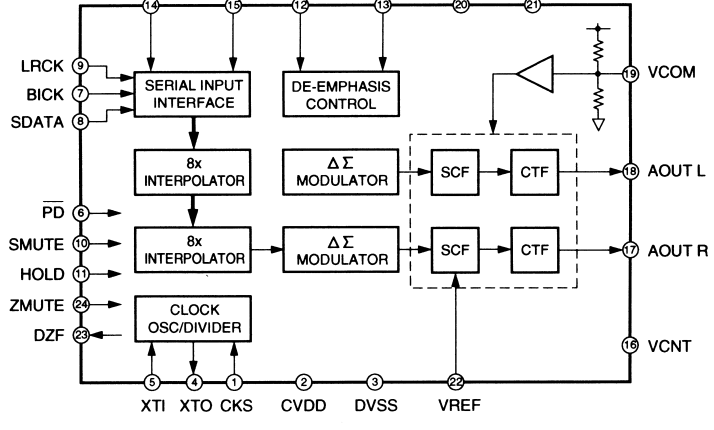 14 15 12 13 20 21
LRCK 9
BICK 7
SDATA 8
SERIAL INPUT
INTERFACE
DE-EMPHASIS
CONTROL
19 VCOM
8x
INTERPOLATOR
ΔΣ
MODULATOR
SCF
CTF
18 AOUT L
PD 6
SMUTE 10
HOLD 11
ZMUTE 24
DZF 23
8x
INTERPOLATOR
ΔΣ
MODULATOR
SCF
CTF
17 AOUT R
CLOCK
OSC/DIVIDER
16 VCNT
5 4 1 2 3 22
XTI XTO CKS CVDD DVSS VREF